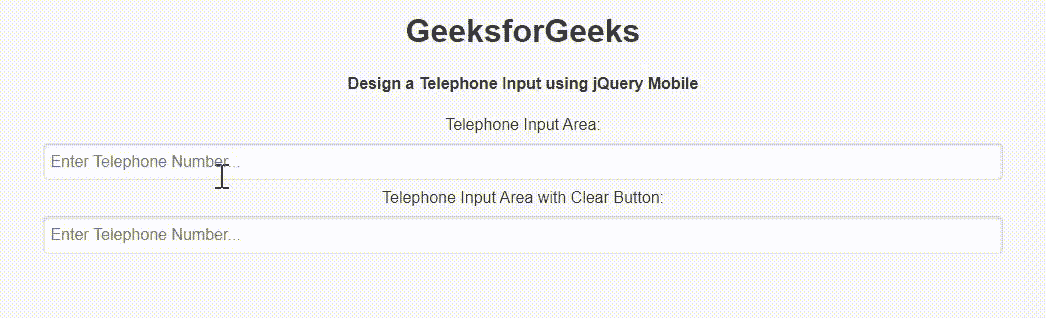 GeeksforGeeks
Design a Telephone Input using jQuery Mobile
Telephone Input Area:
Enter Telephone Number...
Telephone Input Area with Clear Button:
Enter Telephone Number...